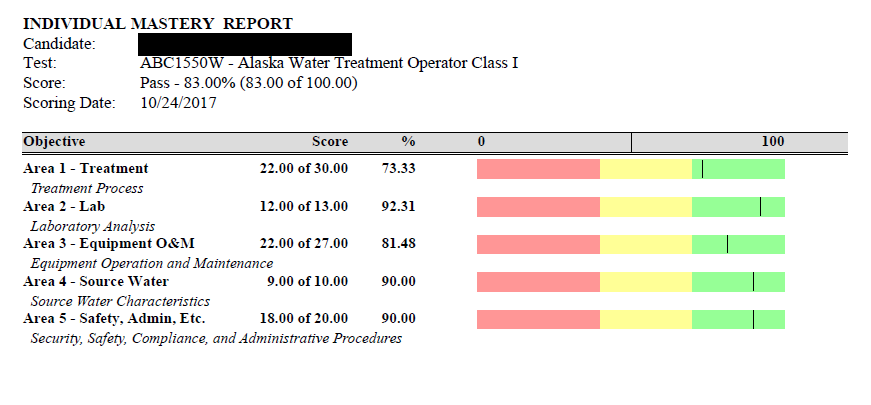 INDIVIDUAL MASTERY REPORT
Candidate:
Test: ABC1550W - Alaska Water Treatment Operator Class I
Score: Pass - 83.00% (83.00 of 100.00)
Scoring Date: 10/24/2017
Objective Score % 0 100
Area 1 - Treatment 22.00 of 30.00 73.33
Treatment Process
Area 2 - Lab 12.00 of 13.00 92.31
Laboratory Analysis
Area 3 - Equipment O&M 22.00 of 27.00 81.48
Equipment Operation and Maintenance
Area 4 - Source Water 9.00 of 10.00 90.00
Source Water Characteristics
Area 5 - Safety, Admin, Etc. 18.00 of 20.00 90.00
Security, Safety, Compliance, and Administrative Procedures